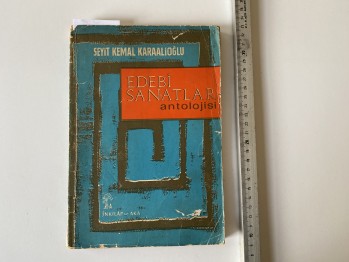 SEYİT KEMAL KARAALİOĞLU
EDEBİ
SANATLAR
antolojisi
İNKILÂP — AKA